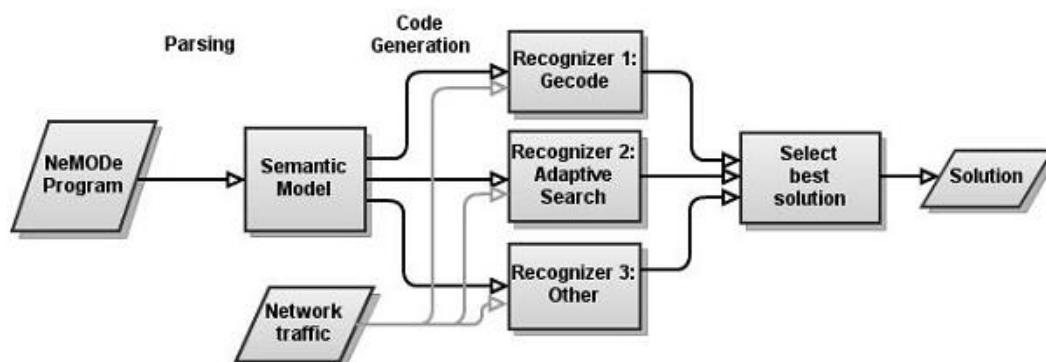 Parsing
Code
Generation
NeMODe
Program
Semantic
Model
Network
traffic
Recognizer 1:
Gecode
Recognizer 2:
Adaptive
Search
Recognizer 3:
Other
Select
best
solution
Solution